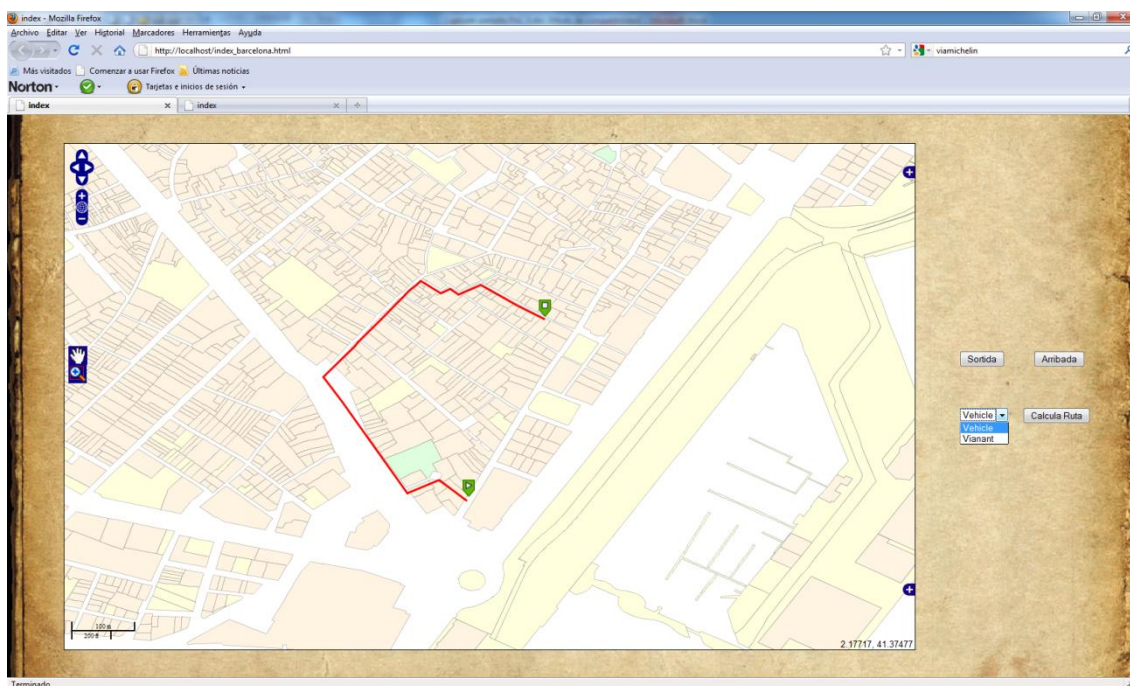 index - Mozilla Firefox
Archivo Editar Ver Historial Marcadores Herramientas Ayuda
http://localhost/index_barcelona.html
viamichelin
Más visitados Comenzar a usar Firefox Últimas noticias
Norton Tarjetas e inicios de sesión
index index
Sortida Arribada
Vehicle Calcula Ruta
Vehicle
Vianant
100 m
200 ft
2.17717, 41.37477
Terminado